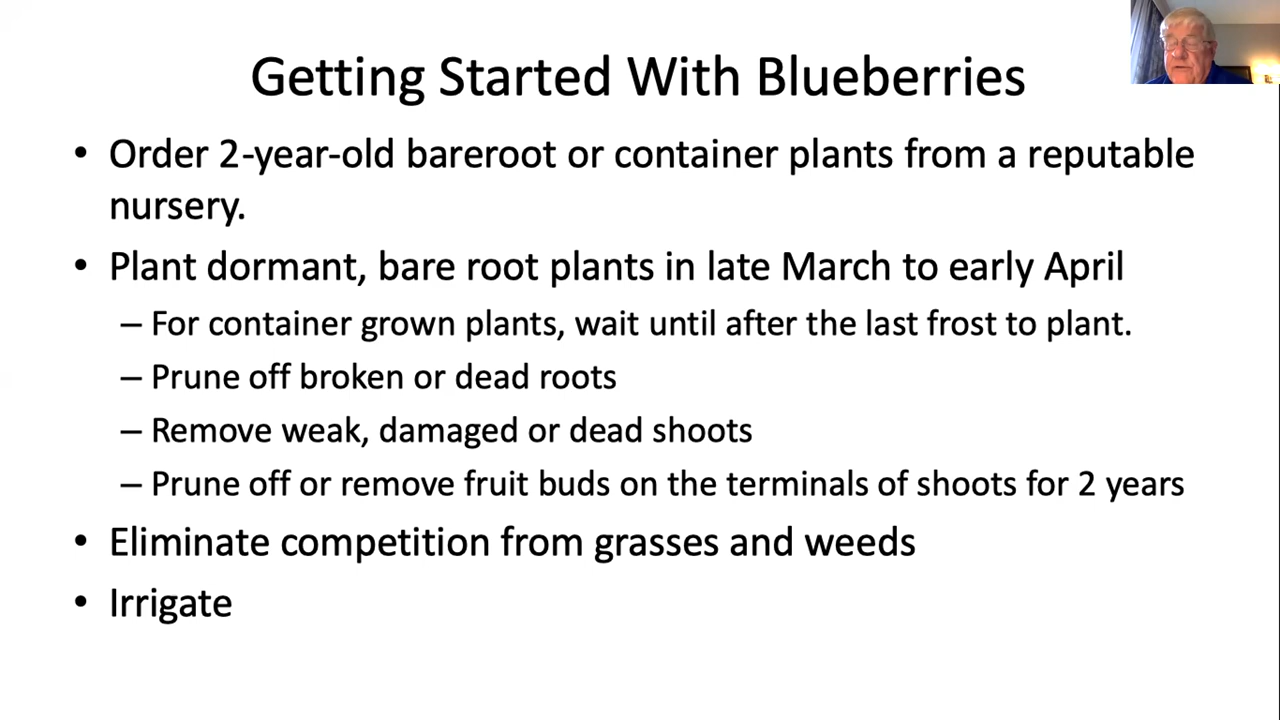 Getting Started With Blueberries
• Order 2-year-old bareroot or container plants from a reputable
nursery.
• Plant dormant, bare root plants in late March to early April
– For container grown plants, wait until after the last frost to plant.
– Prune off broken or dead roots
– Remove weak, damaged or dead shoots
– Prune off or remove fruit buds on the terminals of shoots for 2 years
• Eliminate competition from grasses and weeds
• Irrigate